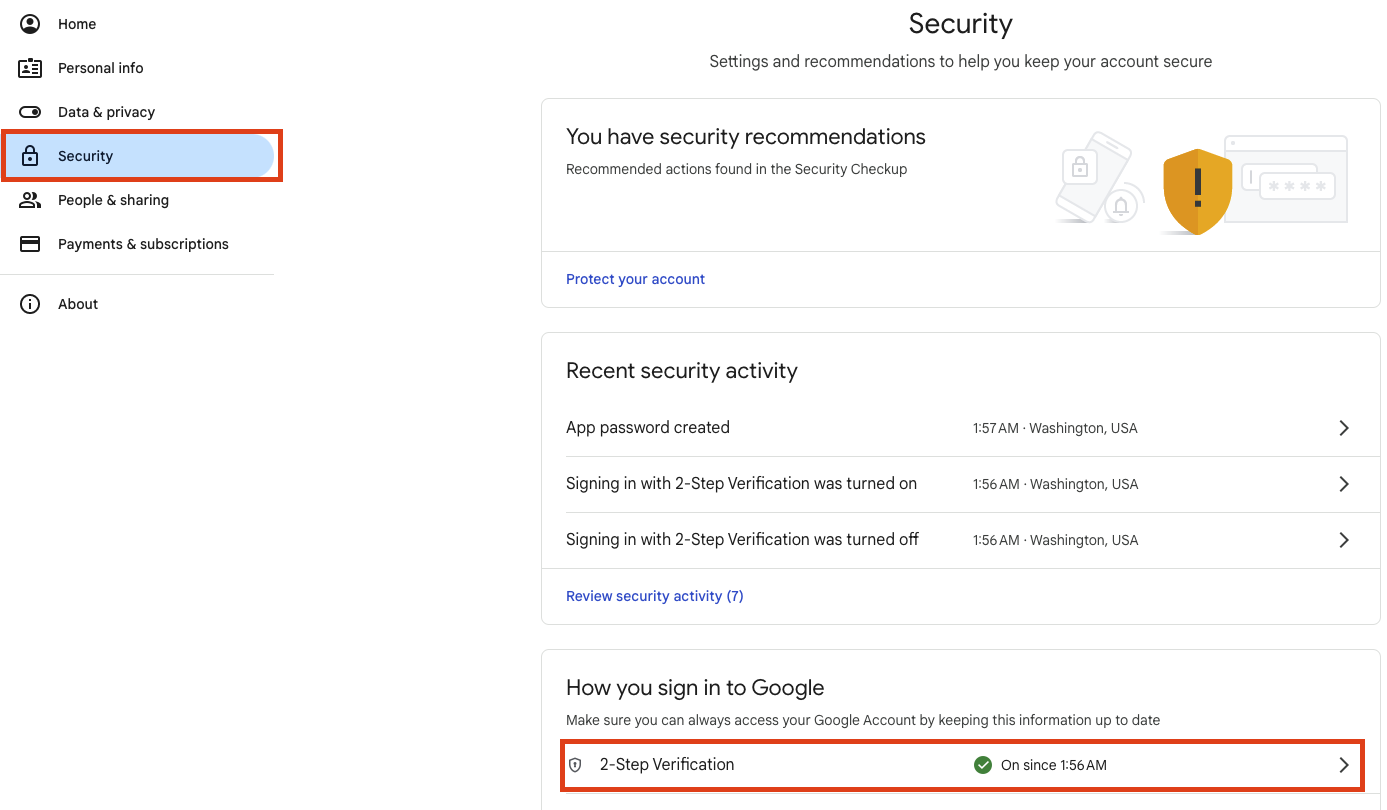 Home
Personal info
Data & privacy
Security
People & sharing
Payments & subscriptions
About
Security
Settings and recommendations to help you keep your account secure
You have security recommendations
Recommended actions found in the Security Checkup
Protect your account
Recent security activity
App password created 1:57 AM · Washington, USA
Signing in with 2-Step Verification was turned on 1:56 AM · Washington, USA
Signing in with 2-Step Verification was turned off 1:56 AM · Washington, USA
Review security activity (7)
How you sign in to Google
Make sure you can always access your Google Account by keeping this information up to date
2-Step Verification On since 1:56 AM